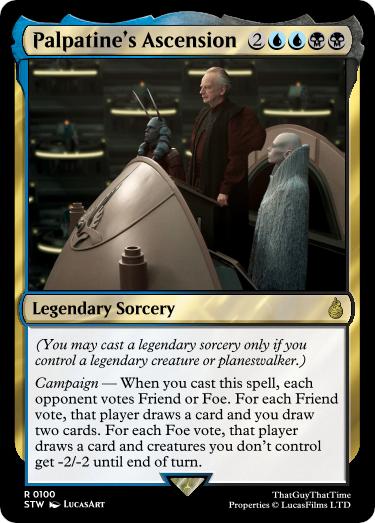 Palpatine's Ascension 2
Legendary Sorcery
(You may cast a legendary sorcery only if you
control a legendary creature or planeswalker.)
Campaign — When you cast this spell, each
opponent votes Friend or Foe. For each Friend
vote, that player draws a card and you draw
two cards. For each Foe vote, that player
draws a card and creatures you don't control
get -2/-2 until end of turn.
R 0100
STW LucasArt
ThatGuyThatTime
Properties © LucasFilms LTD